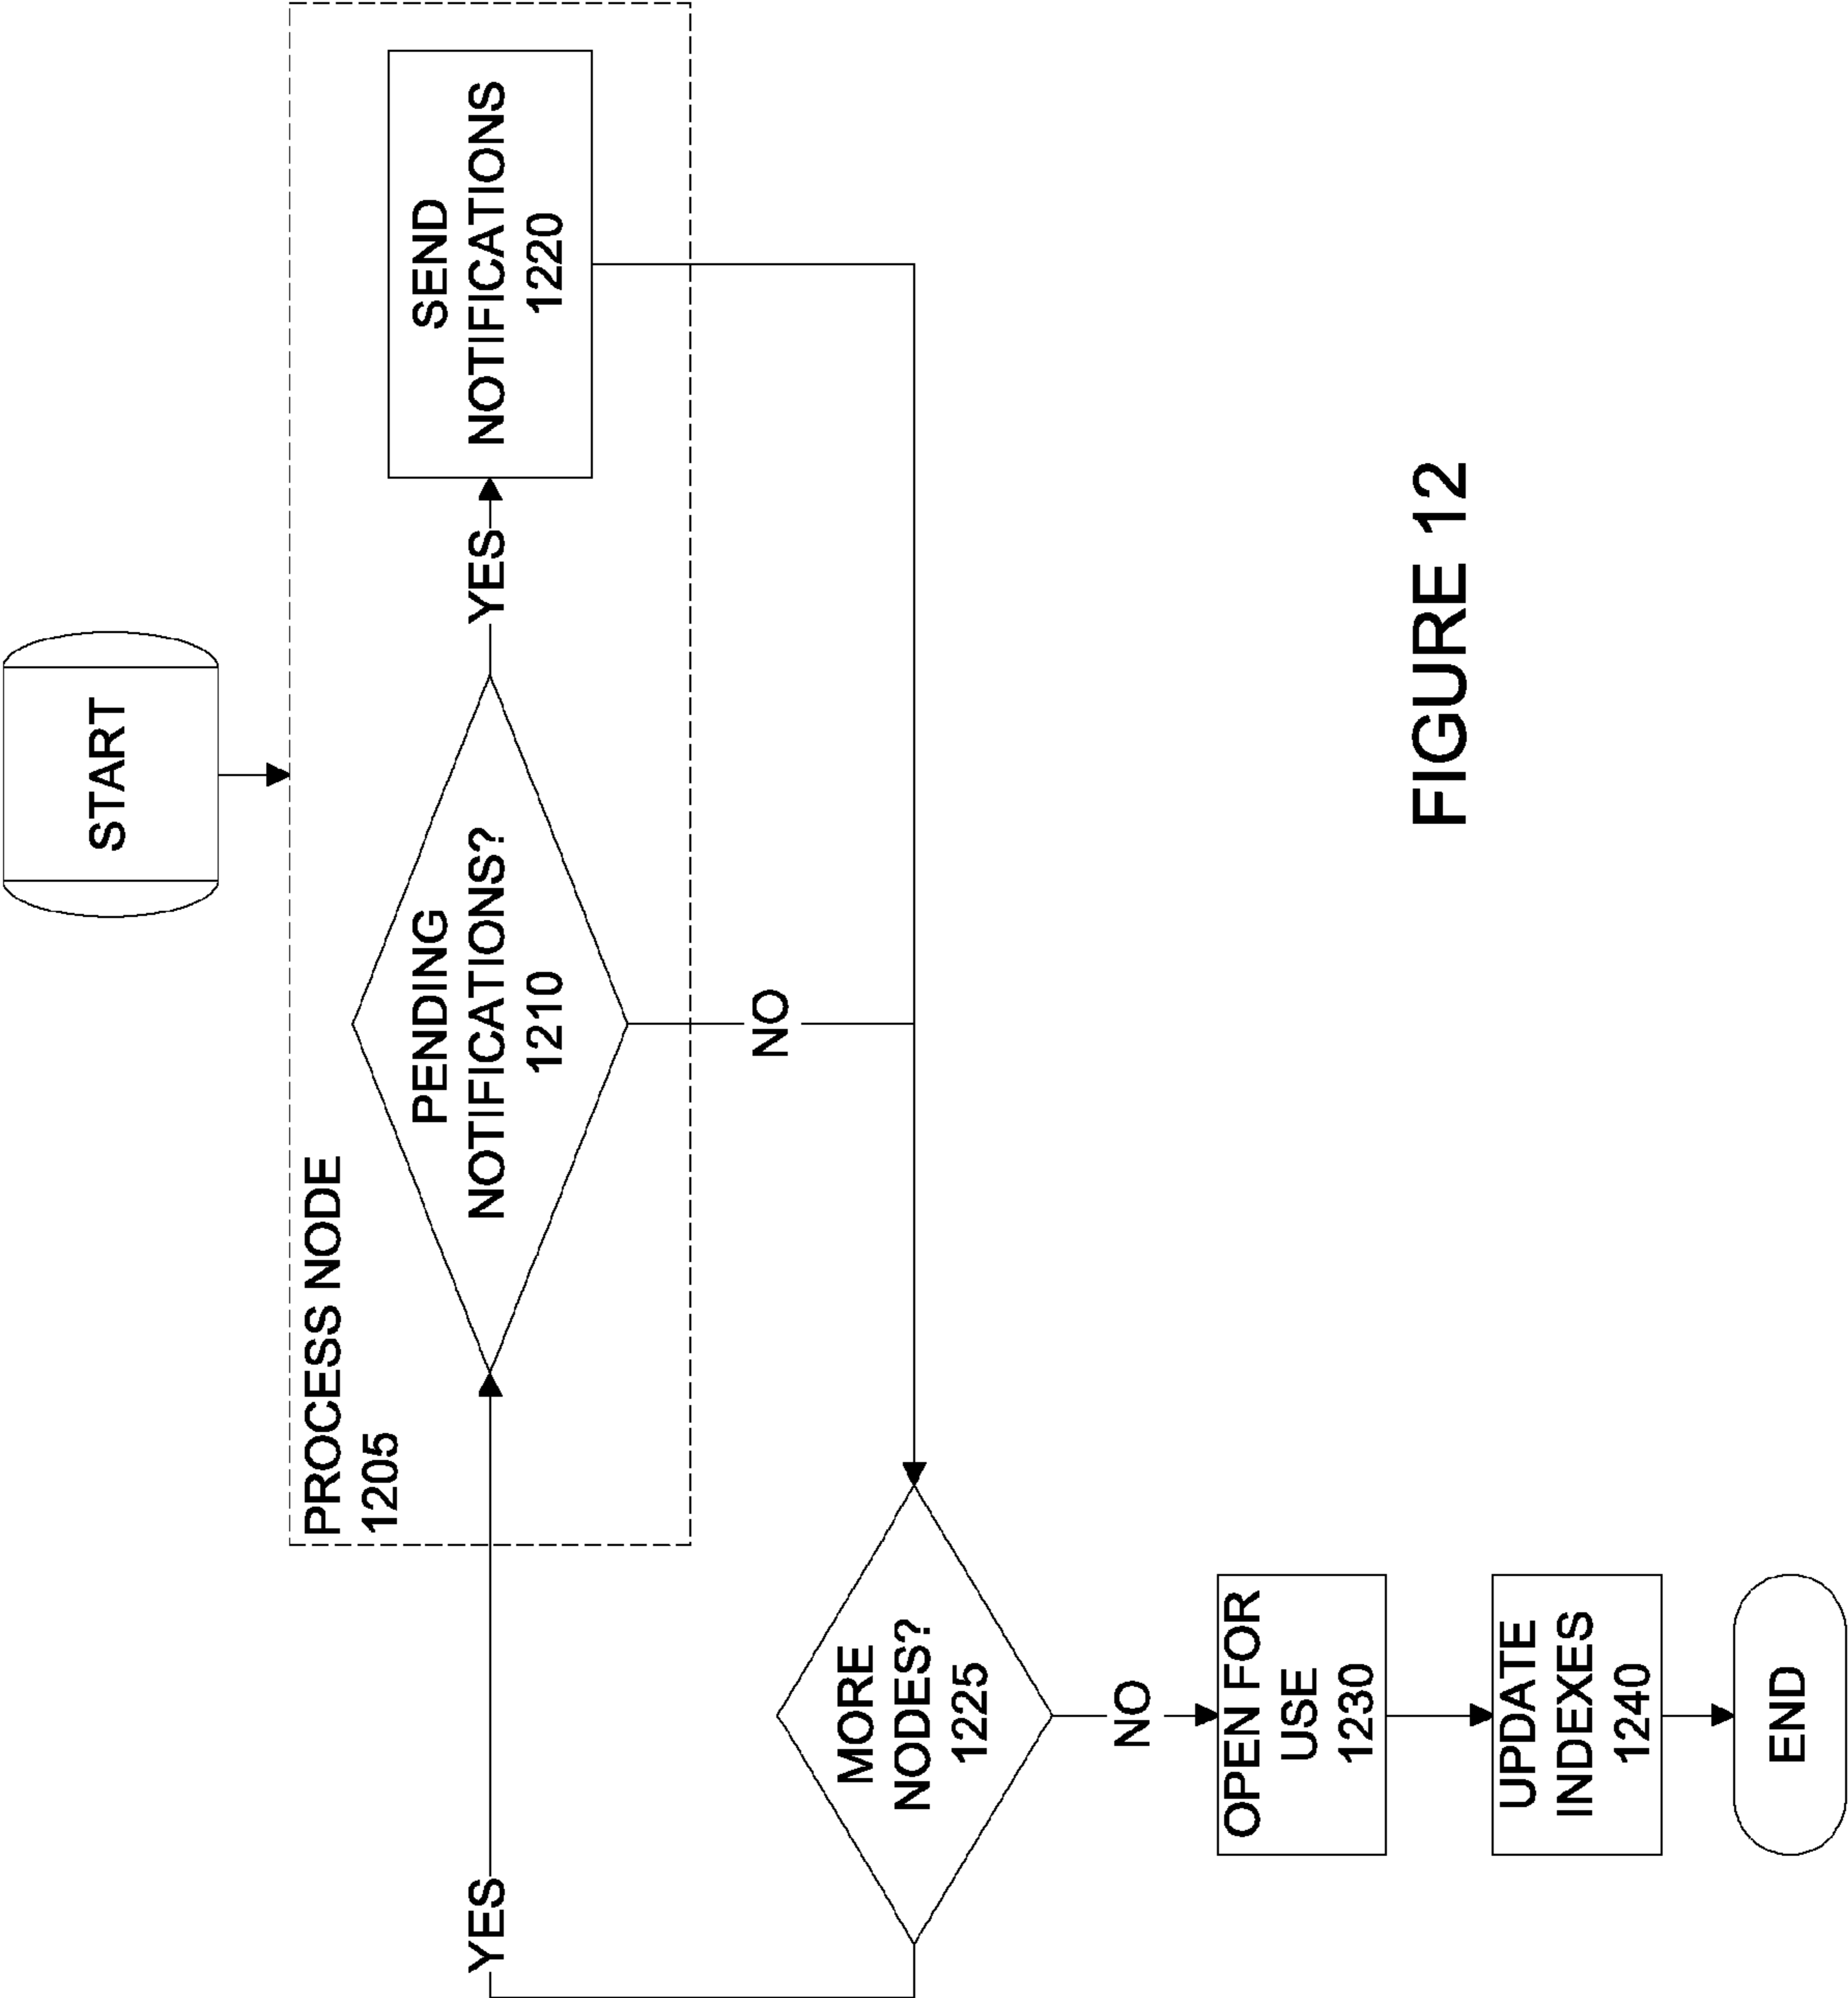 START
PROCESS NODE
1205
PENDING
NOTIFICATIONS?
1210
YES
SEND
NOTIFICATIONS
1220
NO
YES
MORE
NODES?
1225
NO
OPEN FOR
USE
1230
UPDATE
INDEXES
1240
END
FIGURE 12